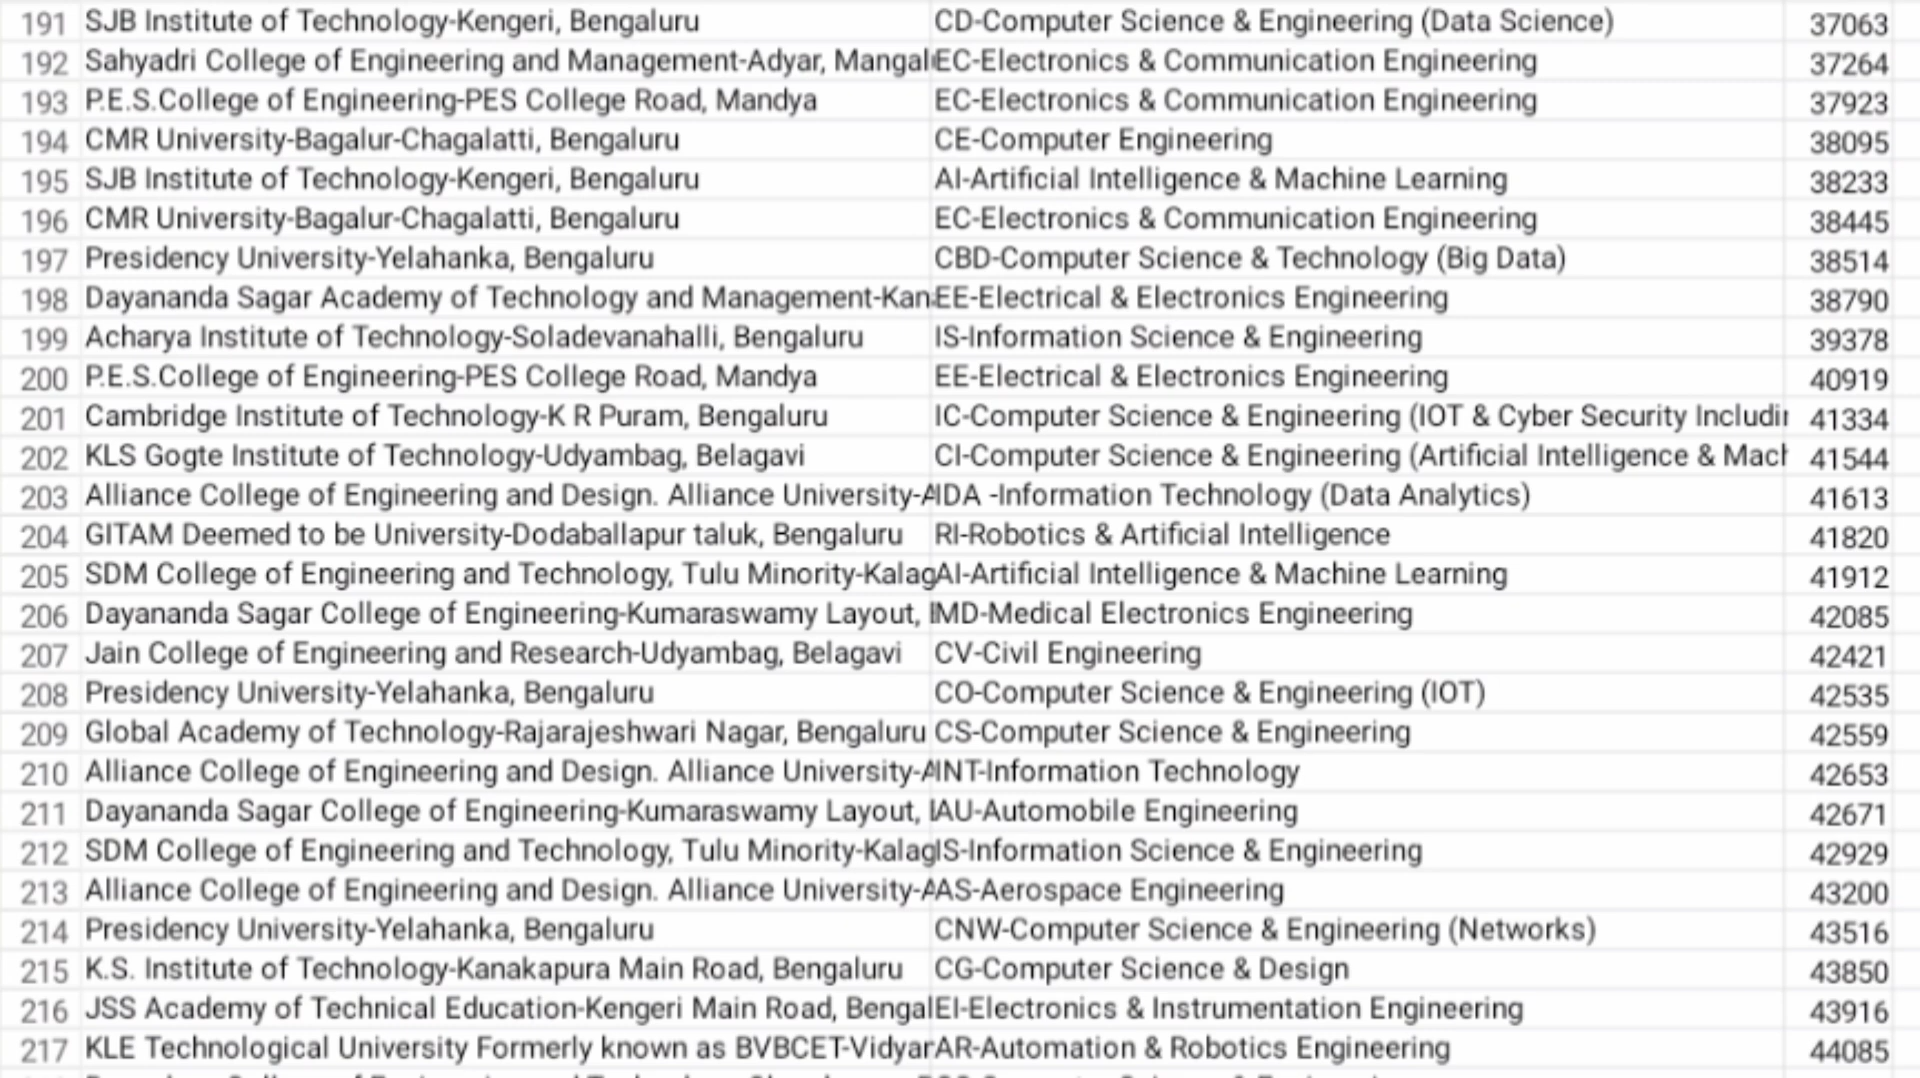 191 SJB Institute of Technology-Kengeri, Bengaluru CD-Computer Science & Engineering (Data Science) 37063
192 Sahyadri College of Engineering and Management-Adyar, Mangal EC-Electronics & Communication Engineering 37264
193 P.E.S.College of Engineering-PES College Road, Mandya EC-Electronics & Communication Engineering 37923
194 CMR University-Bagalur-Chagalatti, Bengaluru CE-Computer Engineering 38095
195 SJB Institute of Technology-Kengeri, Bengaluru AI-Artificial Intelligence & Machine Learning 38233
196 CMR University-Bagalur-Chagalatti, Bengaluru EC-Electronics & Communication Engineering 38445
197 Presidency University-Yelahanka, Bengaluru CBD-Computer Science & Technology (Big Data) 38514
198 Dayananda Sagar Academy of Technology and Management-Kan EE-Electrical & Electronics Engineering 38790
199 Acharya Institute of Technology-Soladevanahalli, Bengaluru IS-Information Science & Engineering 39378
200 P.E.S.College of Engineering-PES College Road, Mandya EE-Electrical & Electronics Engineering 40919
201 Cambridge Institute of Technology-K R Puram, Bengaluru IC-Computer Science & Engineering (IOT & Cyber Security Includin 41334
202 KLS Gogte Institute of Technology-Udyambag, Belagavi CI-Computer Science & Engineering (Artificial Intelligence & Mach 41544
203 Alliance College of Engineering and Design. Alliance University-A IDA -Information Technology (Data Analytics) 41613
204 GITAM Deemed to be University-Dodaballapur taluk, Bengaluru RI-Robotics & Artificial Intelligence 41820
205 SDM College of Engineering and Technology, Tulu Minority-Kalag AI-Artificial Intelligence & Machine Learning 41912
206 Dayananda Sagar College of Engineering-Kumaraswamy Layout, MD-Medical Electronics Engineering 42085
207 Jain College of Engineering and Research-Udyambag, Belagavi CV-Civil Engineering 42421
208 Presidency University-Yelahanka, Bengaluru CO-Computer Science & Engineering (IOT) 42535
209 Global Academy of Technology-Rajarajeshwari Nagar, Bengaluru CS-Computer Science & Engineering 42559
210 Alliance College of Engineering and Design. Alliance University-A INT-Information Technology 42653
211 Dayananda Sagar College of Engineering-Kumaraswamy Layout, AU-Automobile Engineering 42671
212 SDM College of Engineering and Technology, Tulu Minority-Kalag IS-Information Science & Engineering 42929
213 Alliance College of Engineering and Design. Alliance University-A AS-Aerospace Engineering 43200
214 Presidency University-Yelahanka, Bengaluru CNW-Computer Science & Engineering (Networks) 43516
215 K.S. Institute of Technology-Kanakapura Main Road, Bengaluru CG-Computer Science & Design 43850
216 JSS Academy of Technical Education-Kengeri Main Road, Bengal EI-Electronics & Instrumentation Engineering 43916
217 KLE Technological University Formerly known as BVBCET-Vidyar AR-Automation & Robotics Engineering 44085